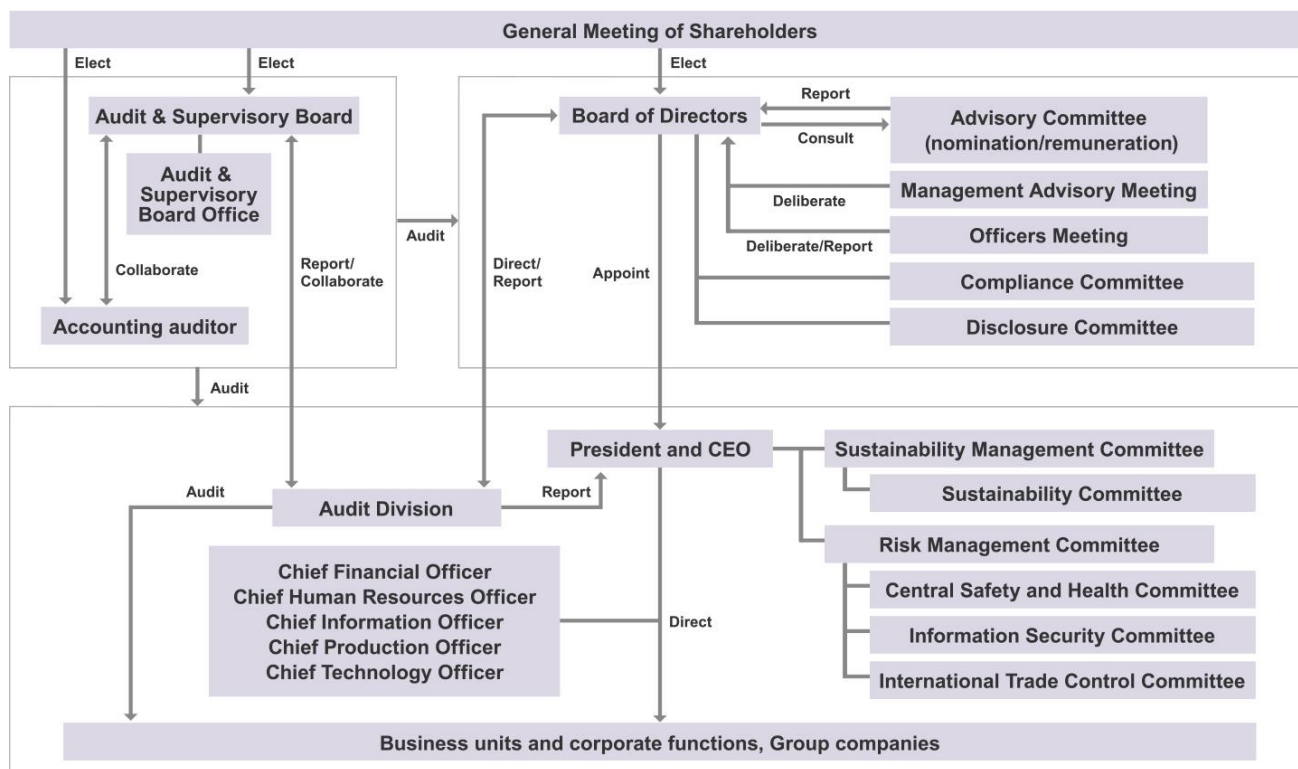 General Meeting of Shareholders
Elect
Elect
Elect
Audit & Supervisory Board
Audit &
Supervisory
Board Office
Collaborate
Report/
Collaborate
Accounting auditor
Audit
Audit
Board of Directors
Report
Consult
Advisory Committee
(nomination/remuneration)
Deliberate
Management Advisory Meeting
Deliberate/Report
Officers Meeting
Direct/
Report
Appoint
Compliance Committee
Disclosure Committee
President and CEO
Sustainability Management Committee
Sustainability Committee
Audit
Audit Division
Report
Risk Management Committee
Central Safety and Health Committee
Information Security Committee
International Trade Control Committee
Chief Financial Officer
Chief Human Resources Officer
Chief Information Officer
Chief Production Officer
Chief Technology Officer
Direct
Business units and corporate functions, Group companies